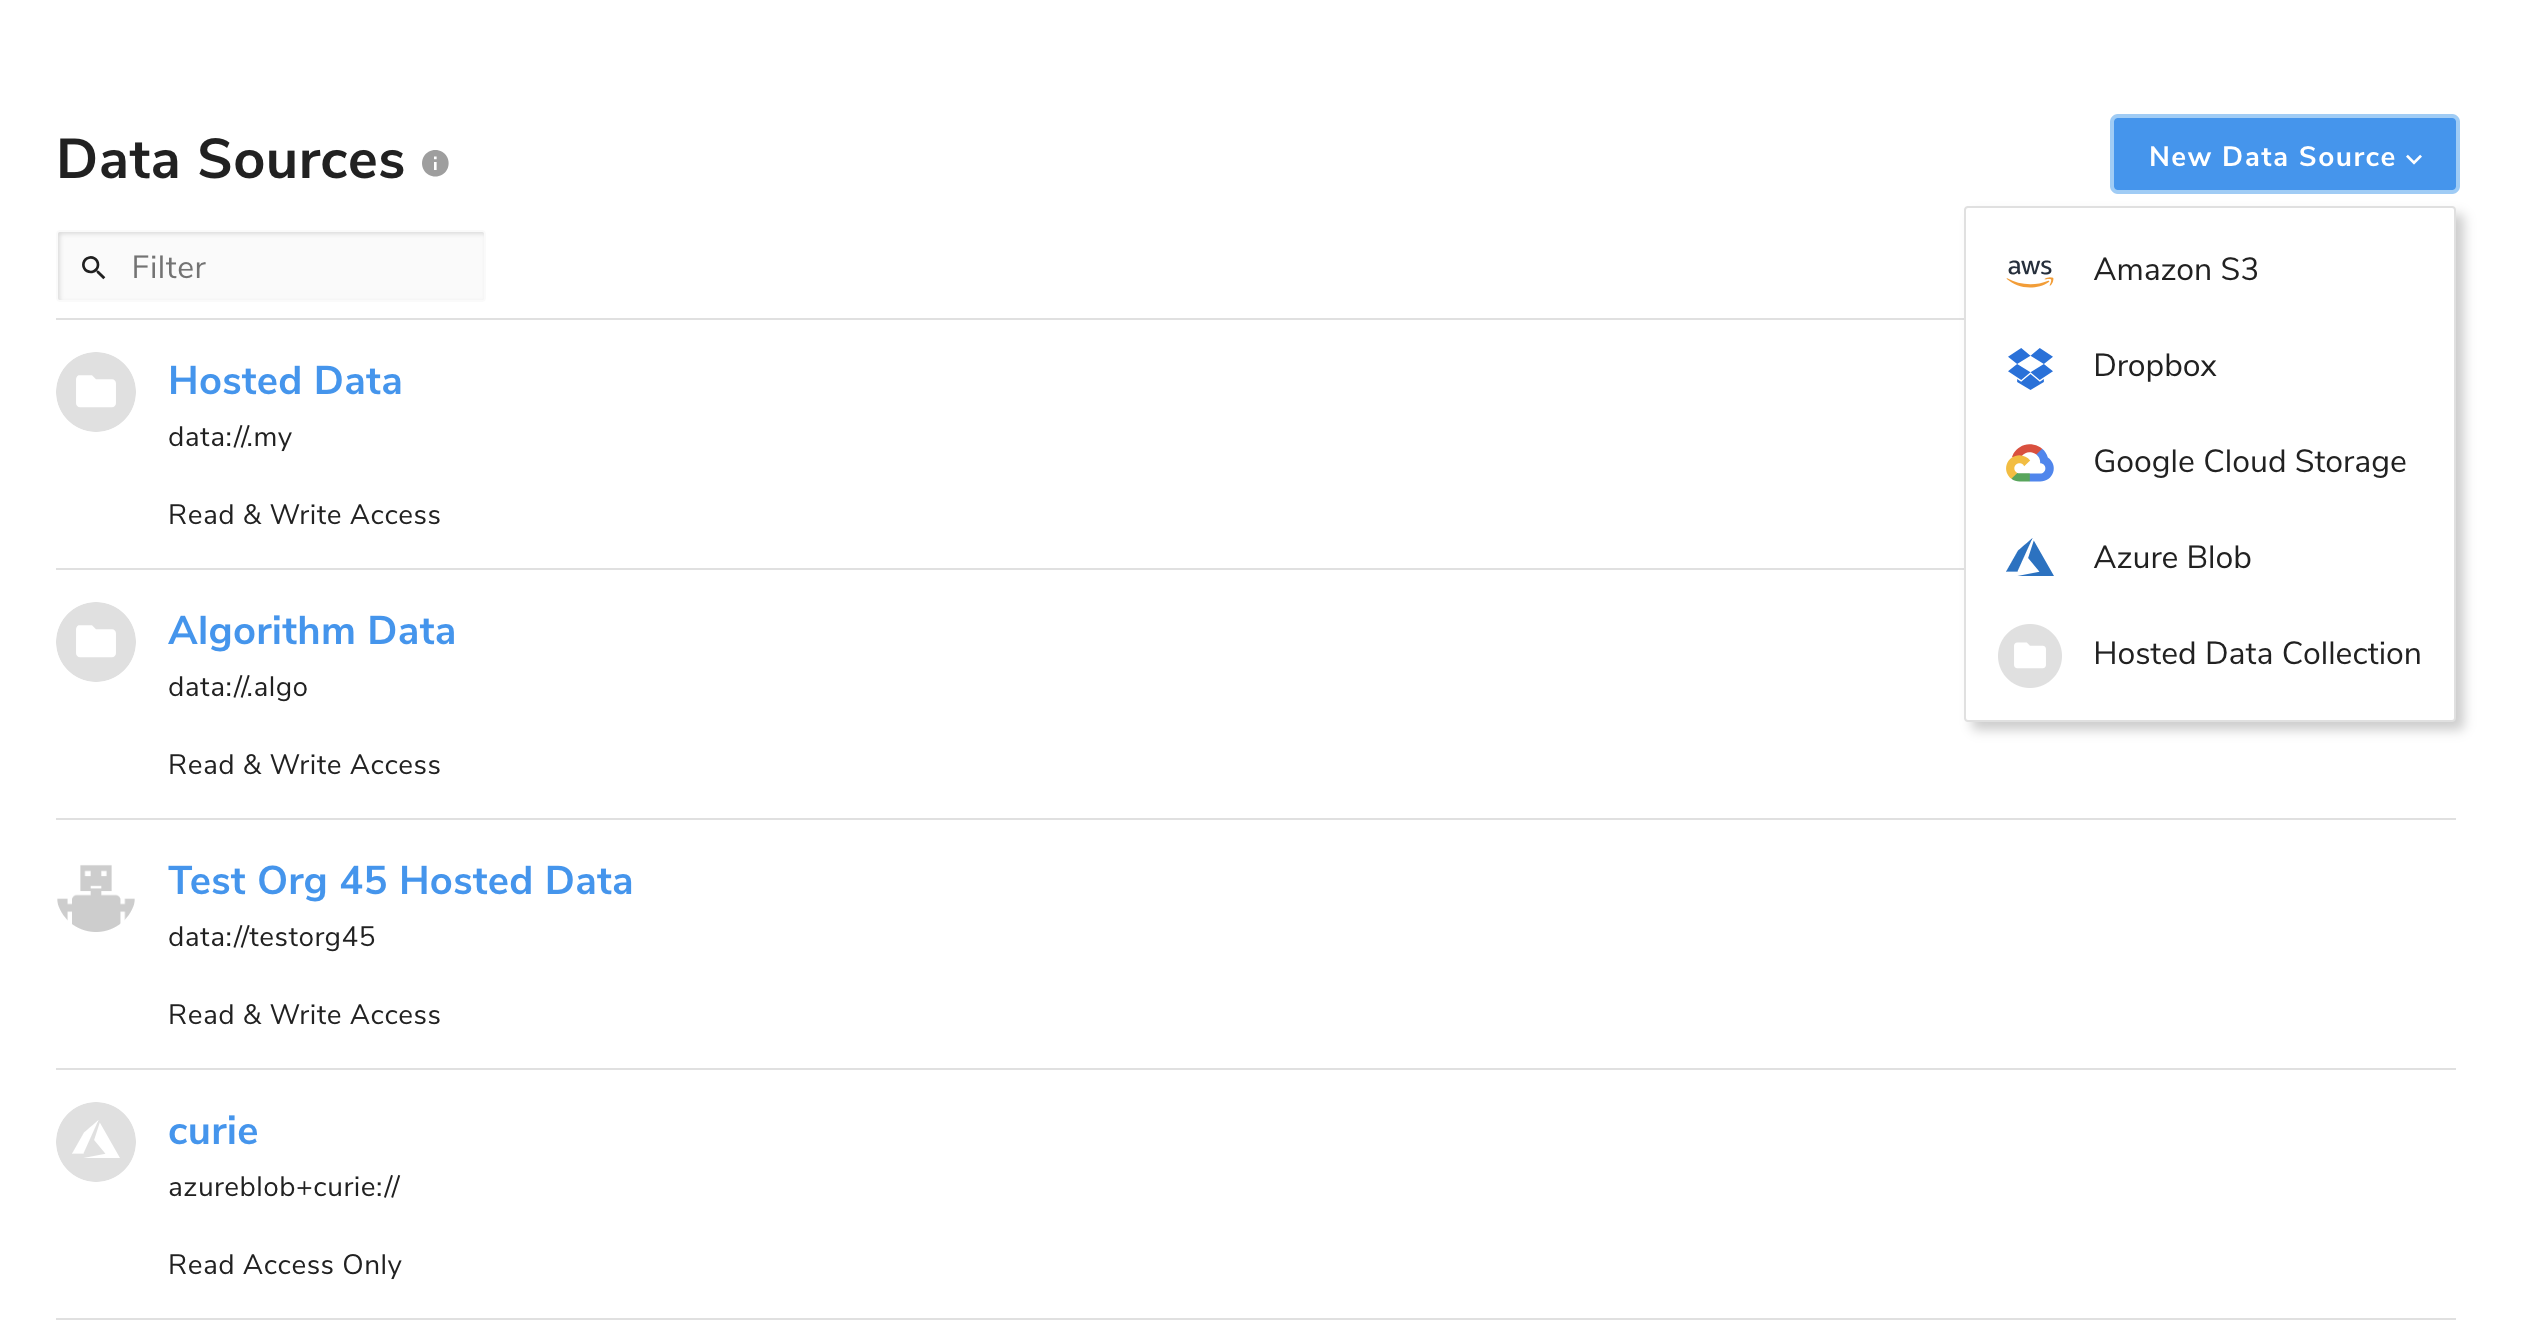 Data Sources
New Data Source
Filter
aws
Amazon S3
Dropbox
Google Cloud Storage
Azure Blob
Hosted Data Collection
Hosted Data
data://.my
Read & Write Access
Algorithm Data
data://.algo
Read & Write Access
Test Org 45 Hosted Data
data://testorg45
Read & Write Access
curie
azureblob+curie://
Read Access Only